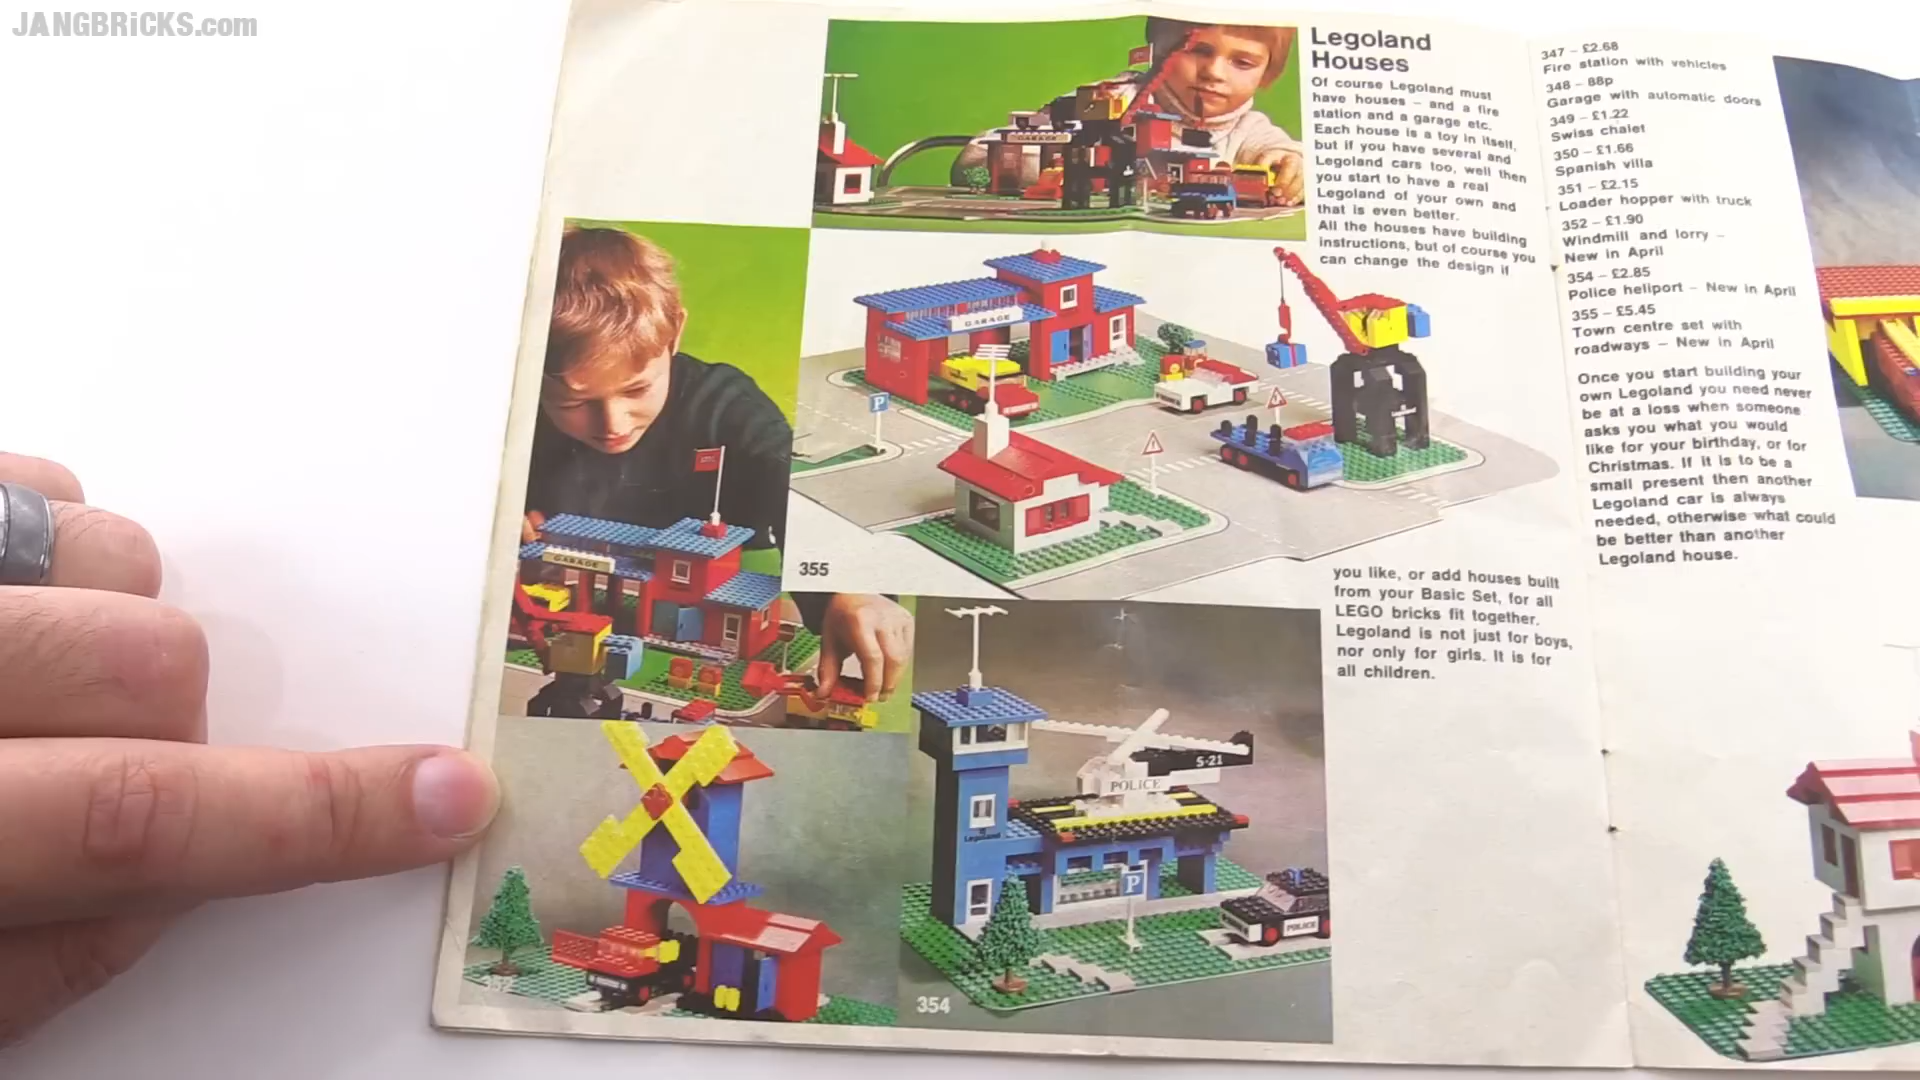 JANGBRiCKS.com
Legoland
Houses
Of course Legoland must
have houses – and a fire
station and a garage etc.
Each house is a toy in itself,
but if you have several and
Legoland cars too, well then
you start to have a real
Legoland of your own and
that is even better.
All the houses have building
instructions, but of course you
can change the design if
you like, or add houses built
from your Basic Set, for all
LEGO bricks fit together.
Legoland is not just for boys,
nor only for girls. It is for
all children.
347 – £2.68
Fire station with vehicles
348 – 88p
Garage with automatic doors
349 – £1.22
Swiss chalet
350 – £1.66
Spanish villa
351 – £2.15
Loader hopper with truck
352 – £1.90
Windmill and lorry –
New in April
354 – £2.85
Police heliport – New in April
355 – £5.45
Town centre set with
roadways – New in April
Once you start building your
own Legoland you need never
be at a loss when someone
asks you what you would
like for your birthday, or for
Christmas. If it is to be a
small present then another
Legoland car is always
needed, otherwise what could
be better than another
Legoland house.
GARAGE
GARAGE
P
Legoland
355
GARAGE
352
S-21
POLICE
Legoland
P
POLICE
354